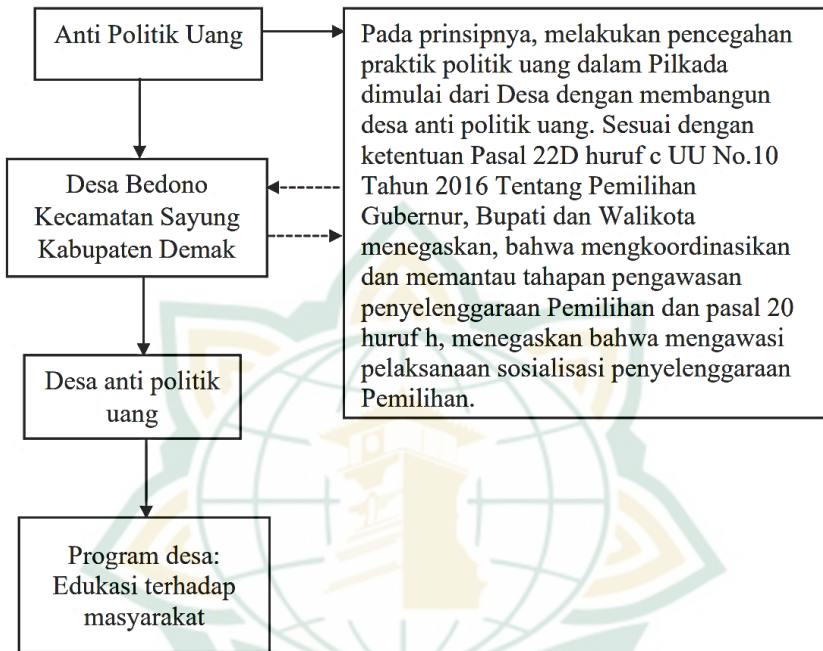 Anti Politik Uang
Pada prinsipnya, melakukan pencegahan
praktik politik uang dalam Pilkada
dimulai dari Desa dengan membangun
desa anti politik uang. Sesuai dengan
ketentuan Pasal 22D huruf c UU No.10
Tahun 2016 Tentang Pemilihan
Gubernur, Bupati dan Walikota
menegaskan, bahwa mengkoordinasikan
dan memantau tahapan pengawasan
penyelenggaraan Pemilihan dan pasal 20
huruf h, menegaskan bahwa mengawasi
pelaksanaan sosialisasi penyelenggaraan
Pemilihan.
Desa Bedono
Kecamatan Sayung
Kabupaten Demak
Desa anti politik
uang
Program desa:
Edukasi terhadap
masyarakat